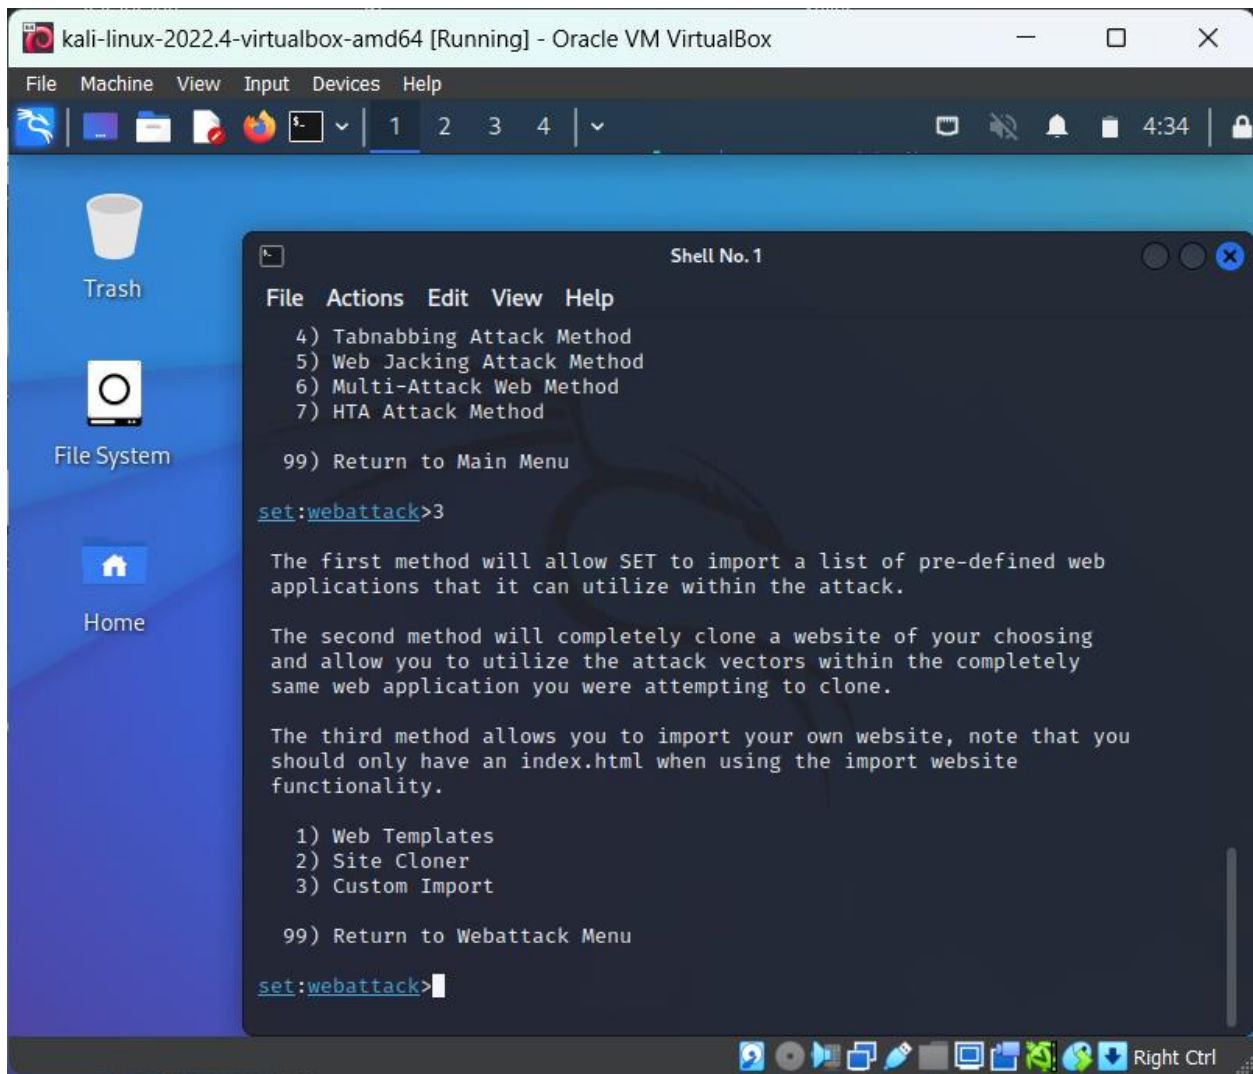 kali-linux-2022.4-virtualbox-amd64 [Running] - Oracle VM VirtualBox
File Machine View Input Devices Help
1 2 3 4 4:34
Trash
File System
Home
Shell No. 1
File Actions Edit View Help
4) Tabnabbing Attack Method
5) Web Jacking Attack Method
6) Multi-Attack Web Method
7) HTA Attack Method
99) Return to Main Menu
set:webattack>3
The first method will allow SET to import a list of pre-defined web
applications that it can utilize within the attack.
The second method will completely clone a website of your choosing
and allow you to utilize the attack vectors within the completely
same web application you were attempting to clone.
The third method allows you to import your own website, note that you
should only have an index.html when using the import website
functionality.
1) Web Templates
2) Site Cloner
3) Custom Import
99) Return to Webattack Menu
set:webattack>
Right Ctrl